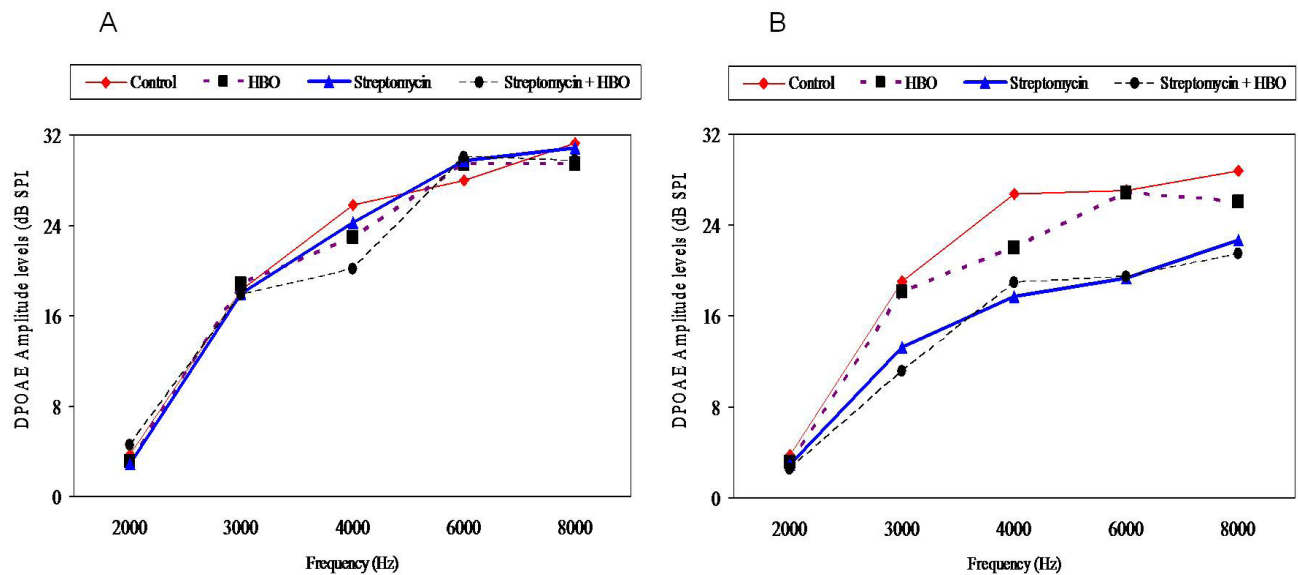 A
Control HBO Streptomycin Streptomycin + HBO
DPOAE Amplitude levels (dB SPI
32
24
16
8
0
2000 3000 4000 6000 8000
Frequency (Hz)
B
Control HBO Streptomycin Streptomycin + HBO
DPOAE Amplitude levels (dB SPI
32
24
16
8
0
2000 3000 4000 6000 8000
Frequency (Hz)